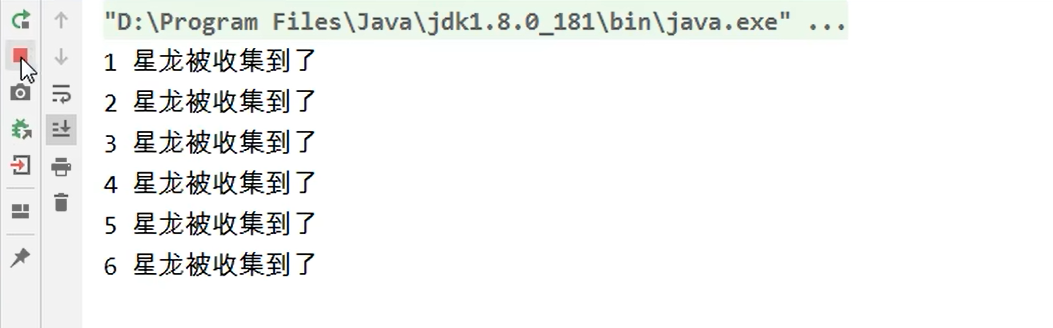 "D:\Program Files\Java\jdk1.8.0_181\bin\java.exe" ...
1 星龙被收集到了
2 星龙被收集到了
3 星龙被收集到了
4 星龙被收集到了
5 星龙被收集到了
6 星龙被收集到了